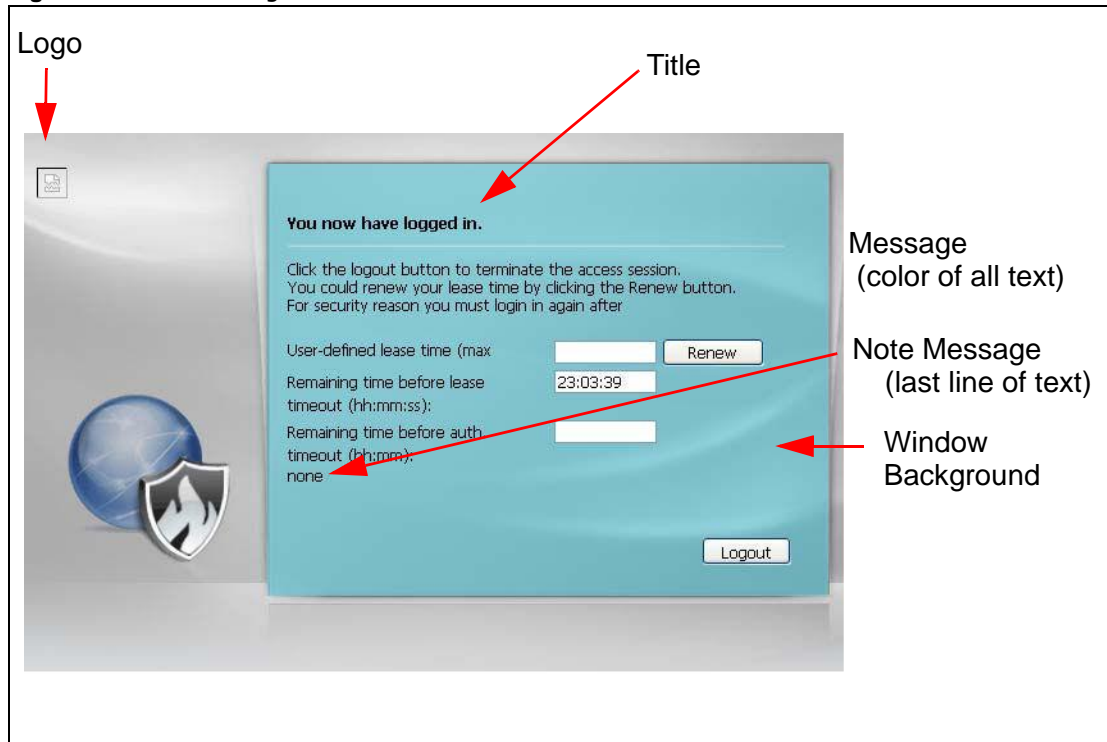 Logo
Title
You now have logged in.
Click the logout button to terminate the access session.
You could renew your lease time by clicking the Renew button.
For security reason you must login in again after
Message
(color of all text)
User-defined lease time (max
Renew
Note Message
(last line of text)
Remaining time before lease
timeout (hh:mm:ss):
23:03:39
Remaining time before auth
timeout (hh:mm):
none
Window
Background
Logout